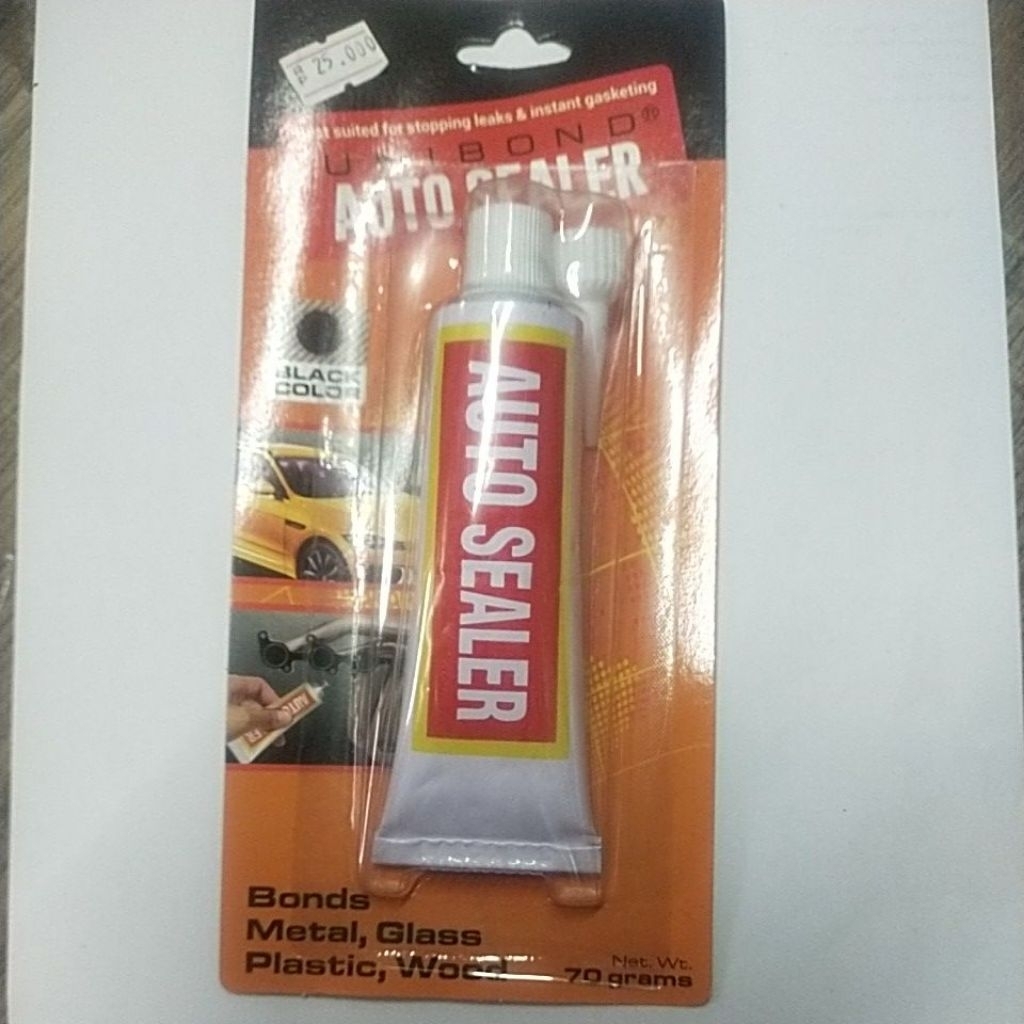 25.000
suited for stopping leaks & instant gasketing
UNIBOND®
AUTO SEALER
BLACK
COLOR
AUTO SEALER
AUTO
Bonds
Metal, Glass
Plastic, Wood
Net. Wt.
70 grams